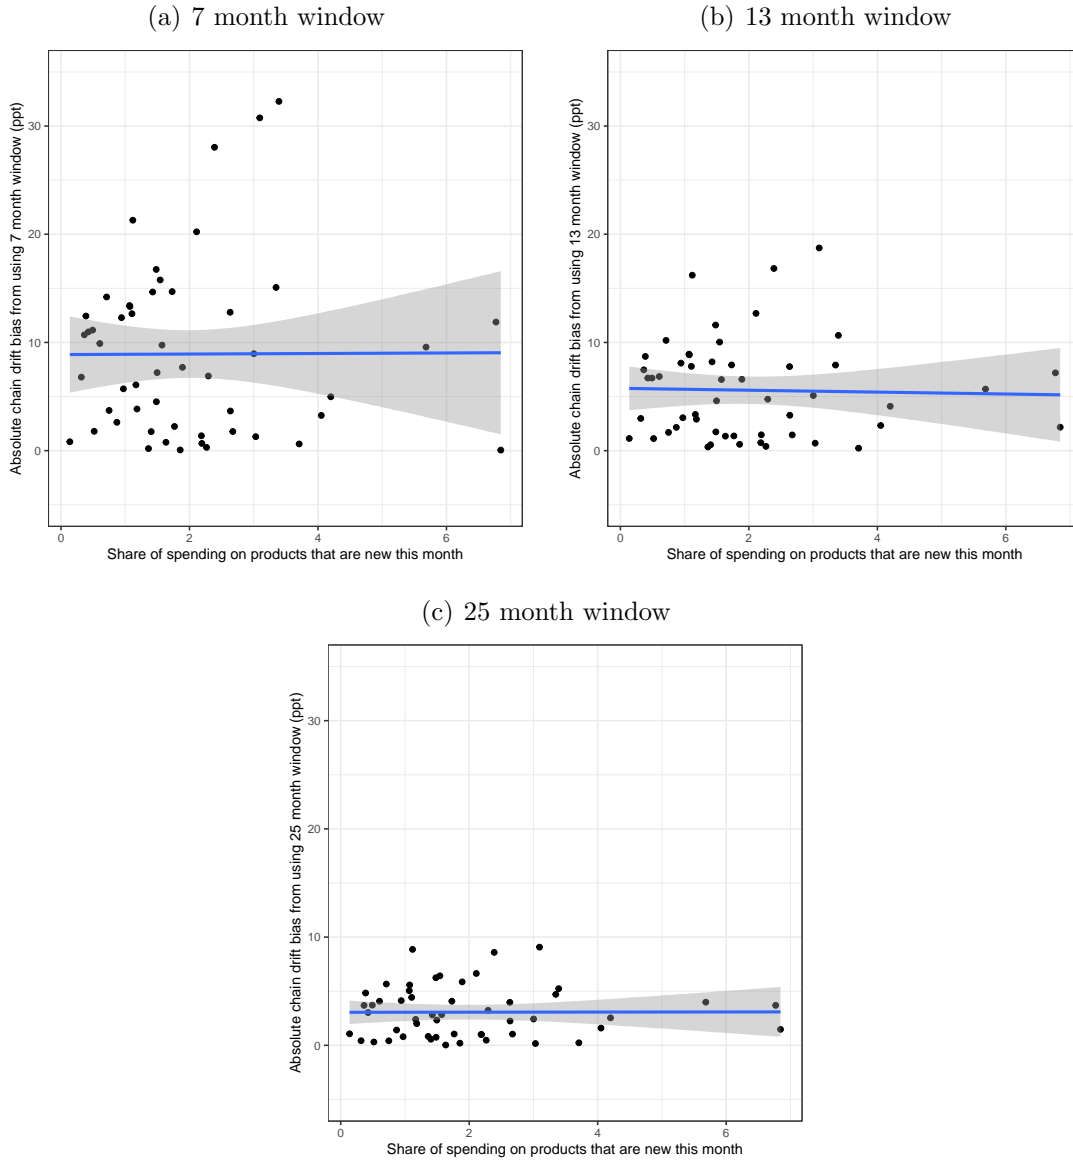 (a) 7 month window
Absolute chain drift bias from using 7 month window (ppt)
30
20
10
0
0 2 4 6
Share of spending on products that are new this month
(b) 13 month window
Absolute chain drift bias from using 13 month window (ppt)
30
20
10
0
0 2 4 6
Share of spending on products that are new this month
(c) 25 month window
Absolute chain drift bias from using 25 month window (ppt)
30
20
10
0
0 2 4 6
Share of spending on products that are new this month